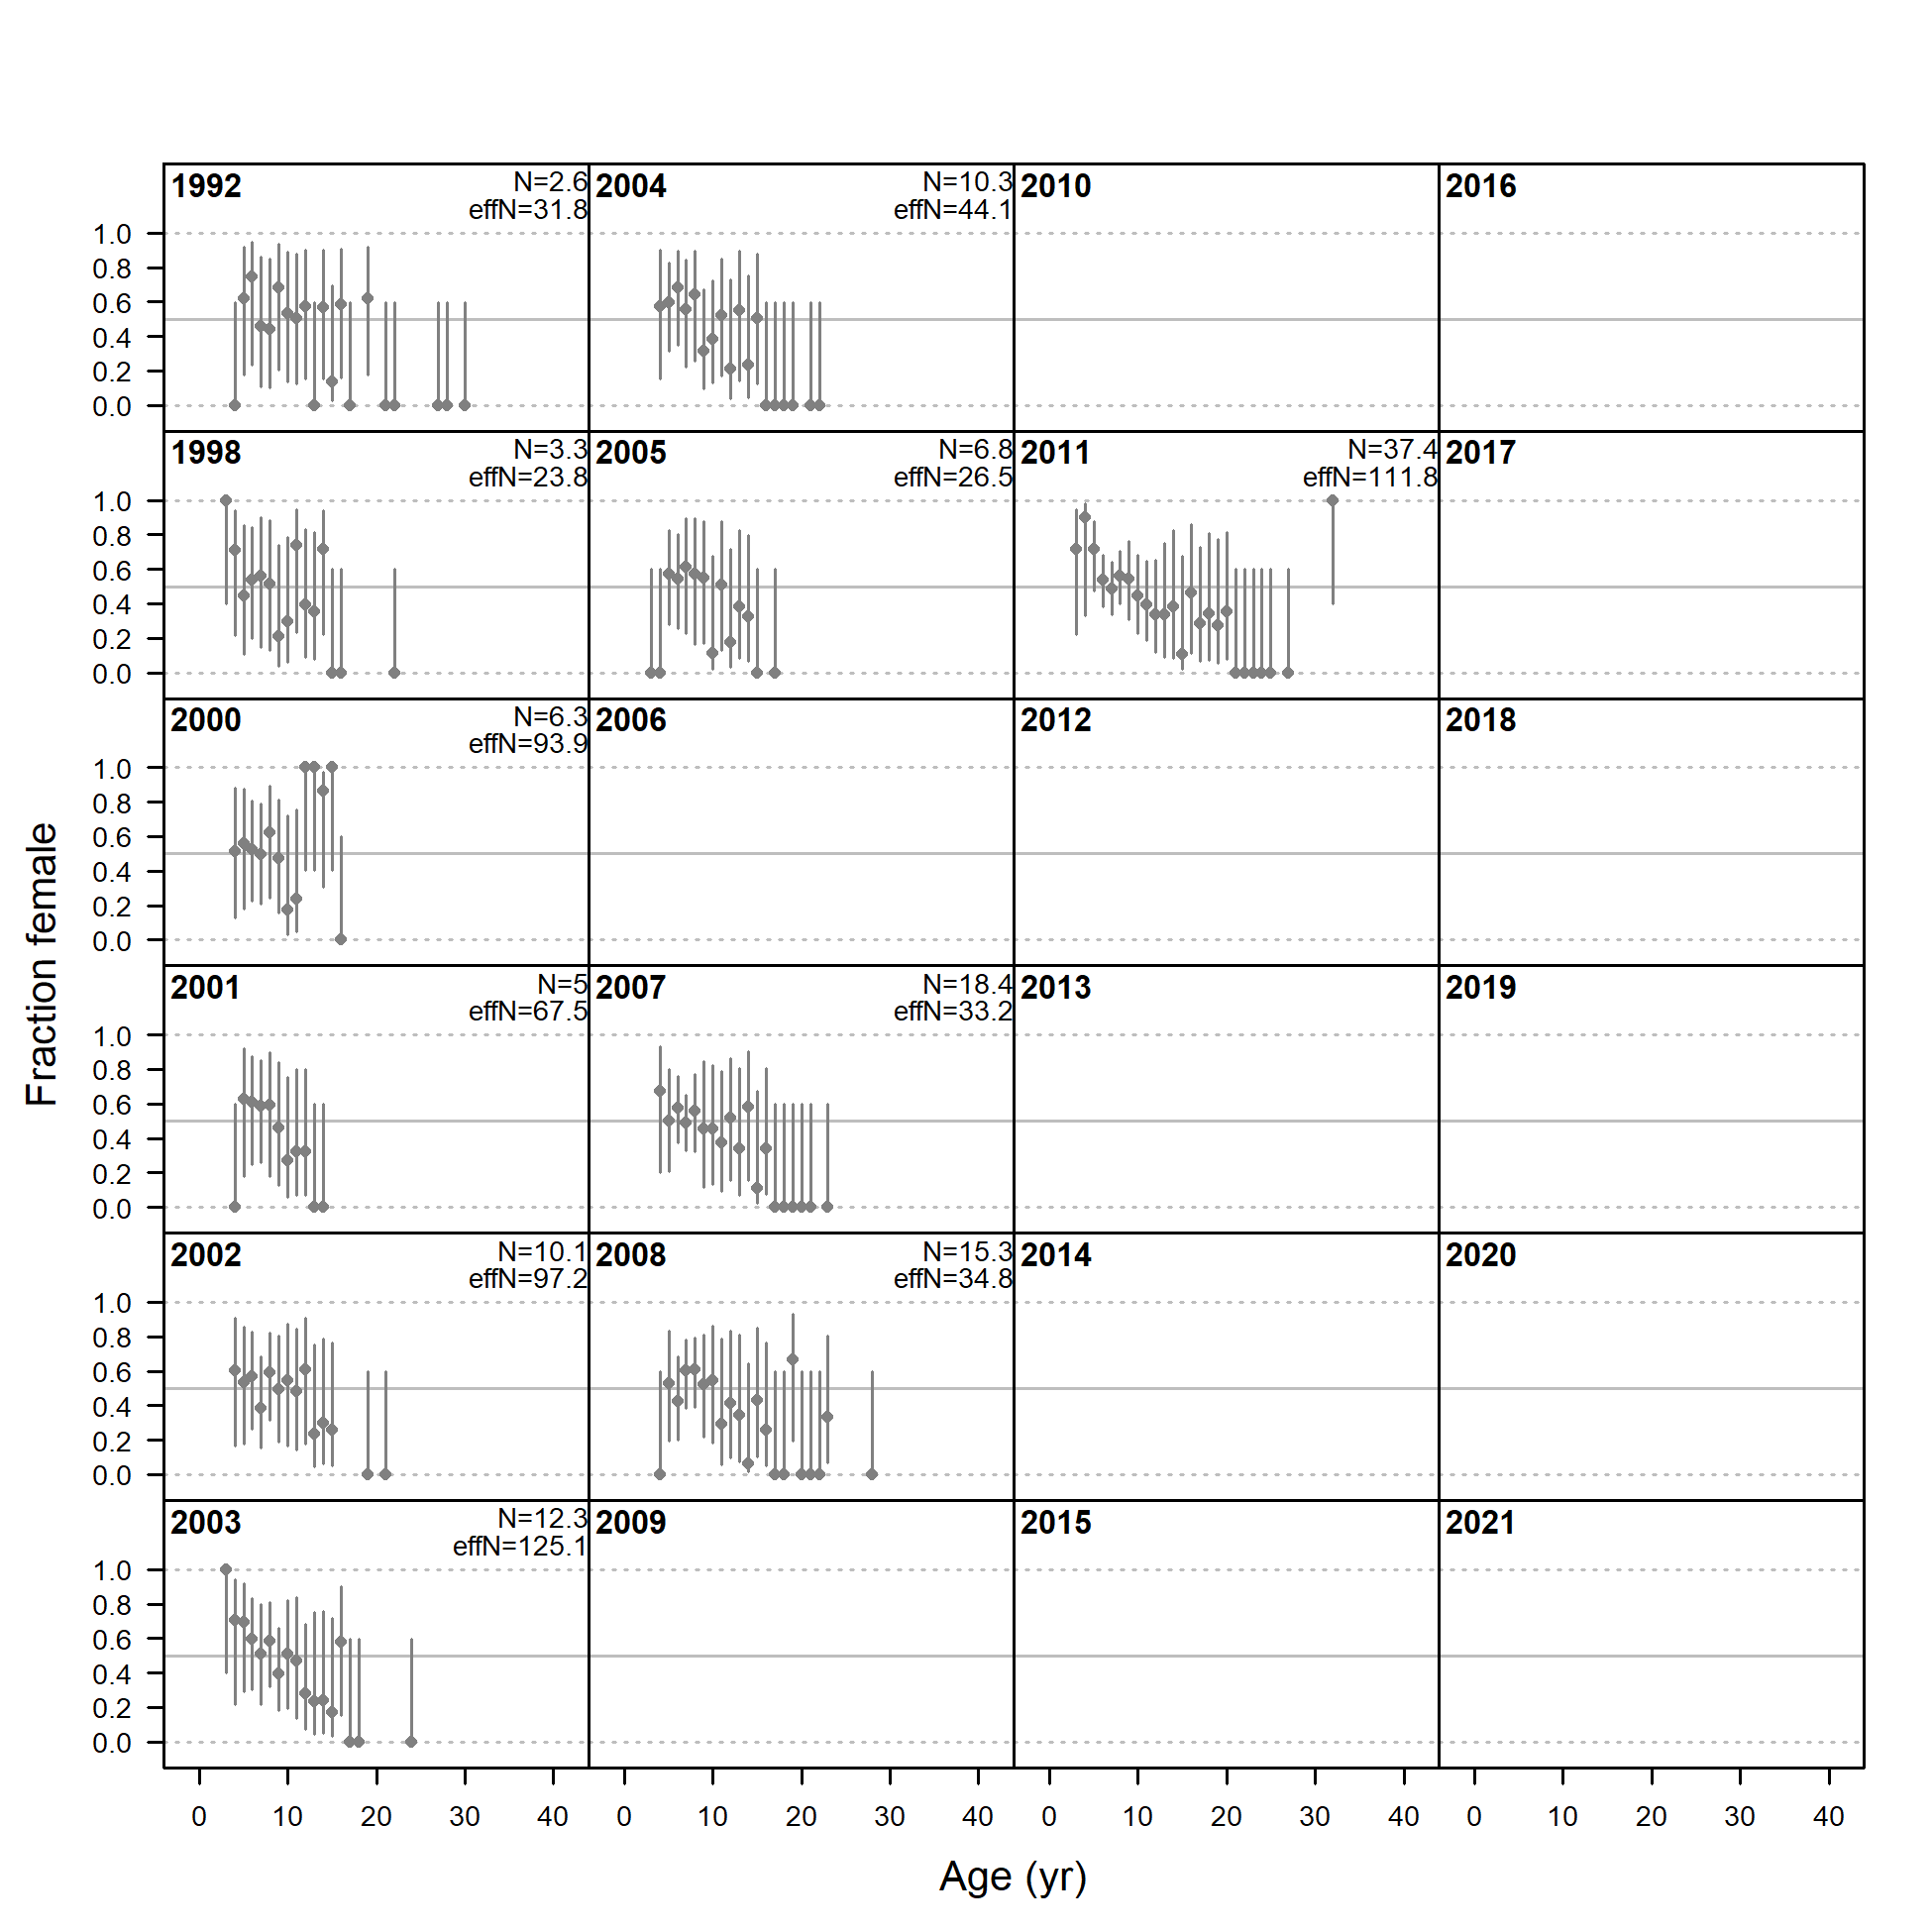 1992 N=2.6 2004 N=10.3 2010 2016
effN=31.8 effN=44.1
1.0
0.8
0.6
0.4
0.2
0.0
1998 N=3.3 2005 N=6.8 2011 N=37.4 2017
effN=23.8 effN=26.5 effN=111.8
1.0
0.8
0.6
0.4
0.2
0.0
2000 N=6.3 2006 2012 2018
effN=93.9
1.0
0.8
0.6
0.4
0.2
0.0
2001 N=5 2007 N=18.4 2013 2019
effN=67.5 effN=33.2
1.0
0.8
0.6
0.4
0.2
0.0
2002 N=10.1 2008 N=15.3 2014 2020
effN=97.2 effN=34.8
1.0
0.8
0.6
0.4
0.2
0.0
2003 N=12.3 2009 2015 2021
effN=125.1
1.0
0.8
0.6
0.4
0.2
0.0
Fraction female
0 10 20 30 40 0 10 20 30 40 0 10 20 30 40 0 10 20 30 40
Age (yr)